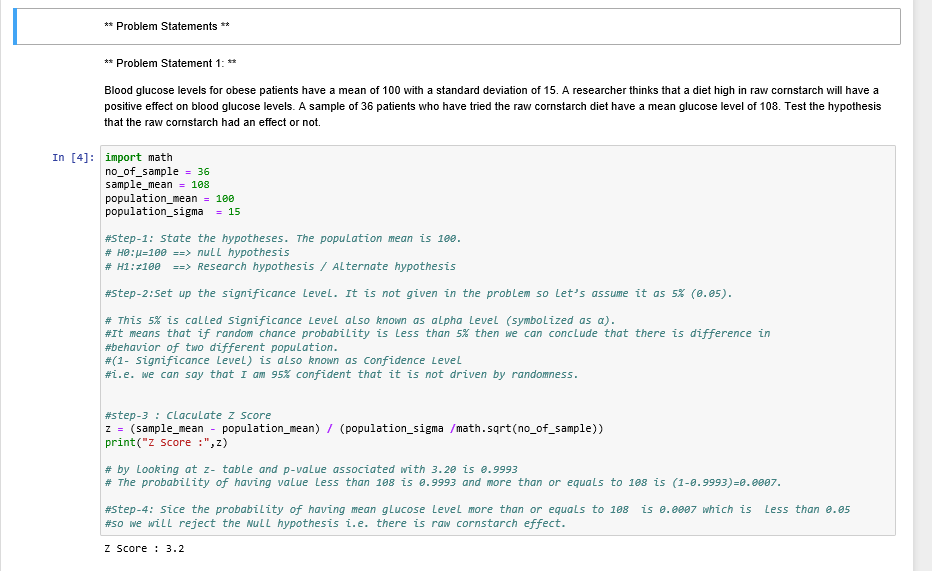 ** Problem Statements **
** Problem Statement 1: **
Blood glucose levels for obese patients have a mean of 100 with a standard deviation of 15. A researcher thinks that a diet high in raw cornstarch will have a
positive effect on blood glucose levels. A sample of 36 patients who have tried the raw cornstarch diet have a mean glucose level of 108. Test the hypothesis
that the raw cornstarch had an effect or not.
In [4]: import math
no_of_sample = 36
sample_mean = 108
population_mean = 100
population_sigma  = 15
#Step-1: State the hypotheses. The population mean is 100.
# H0:μ=100 ==> null hypothesis
# H1:≠100  ==> Research hypothesis / Alternate hypothesis
#Step-2:Set up the significance level. It is not given in the problem so let's assume it as 5% (0.05).
# This 5% is called Significance Level also known as alpha level (symbolized as α).
#It means that if random chance probability is less than 5% then we can conclude that there is difference in
#behavior of two different population.
#(1- Significance level) is also known as Confidence Level
#i.e. we can say that I am 95% confident that it is not driven by randomness.
#step-3 : Claculate Z Score
z = (sample_mean - population_mean) / (population_sigma /math.sqrt(no_of_sample))
print("Z Score :",z)
# by looking at z- table and p-value associated with 3.20 is 0.9993
# The probability of having value less than 108 is 0.9993 and more than or equals to 108 is (1-0.9993)=0.0007.
#Step-4: Sice the probability of having mean glucose level more than or equals to 108  is 0.0007 which is  less than 0.05
#so we will reject the Null hypothesis i.e. there is raw cornstarch effect.
Z Score : 3.2